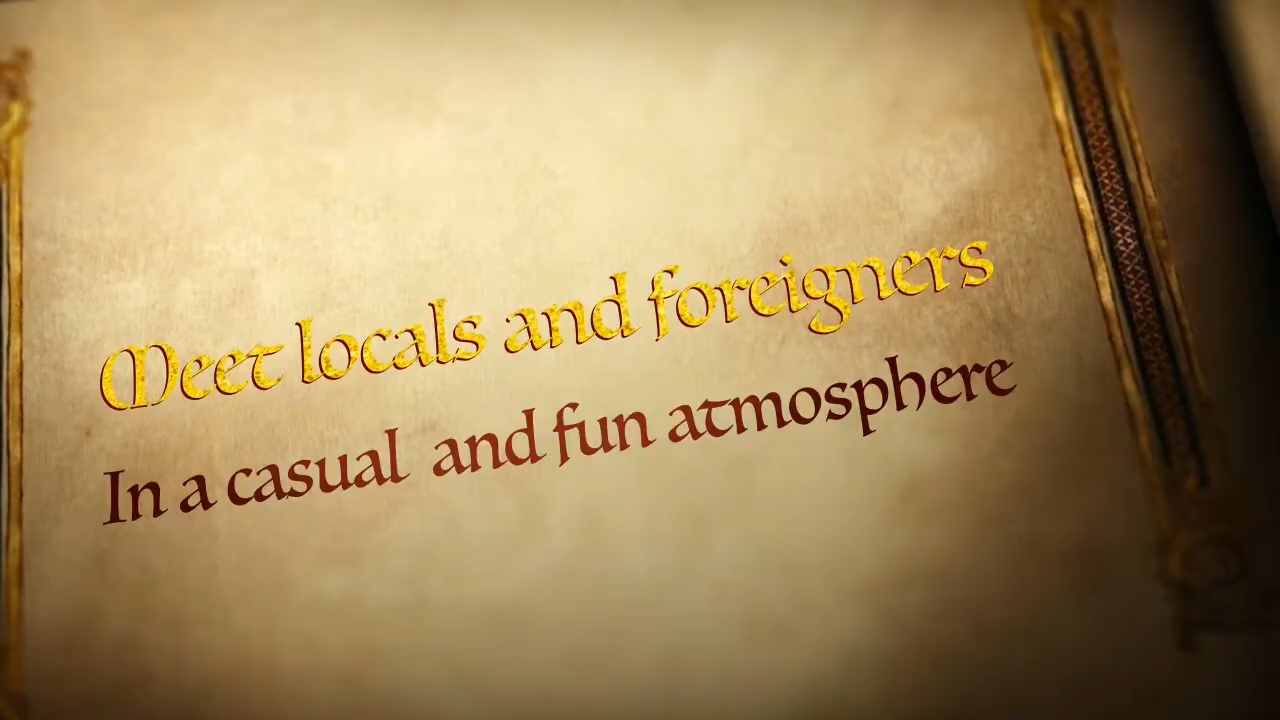 Meet locals and foreigners
In a casual and fun atmosphere